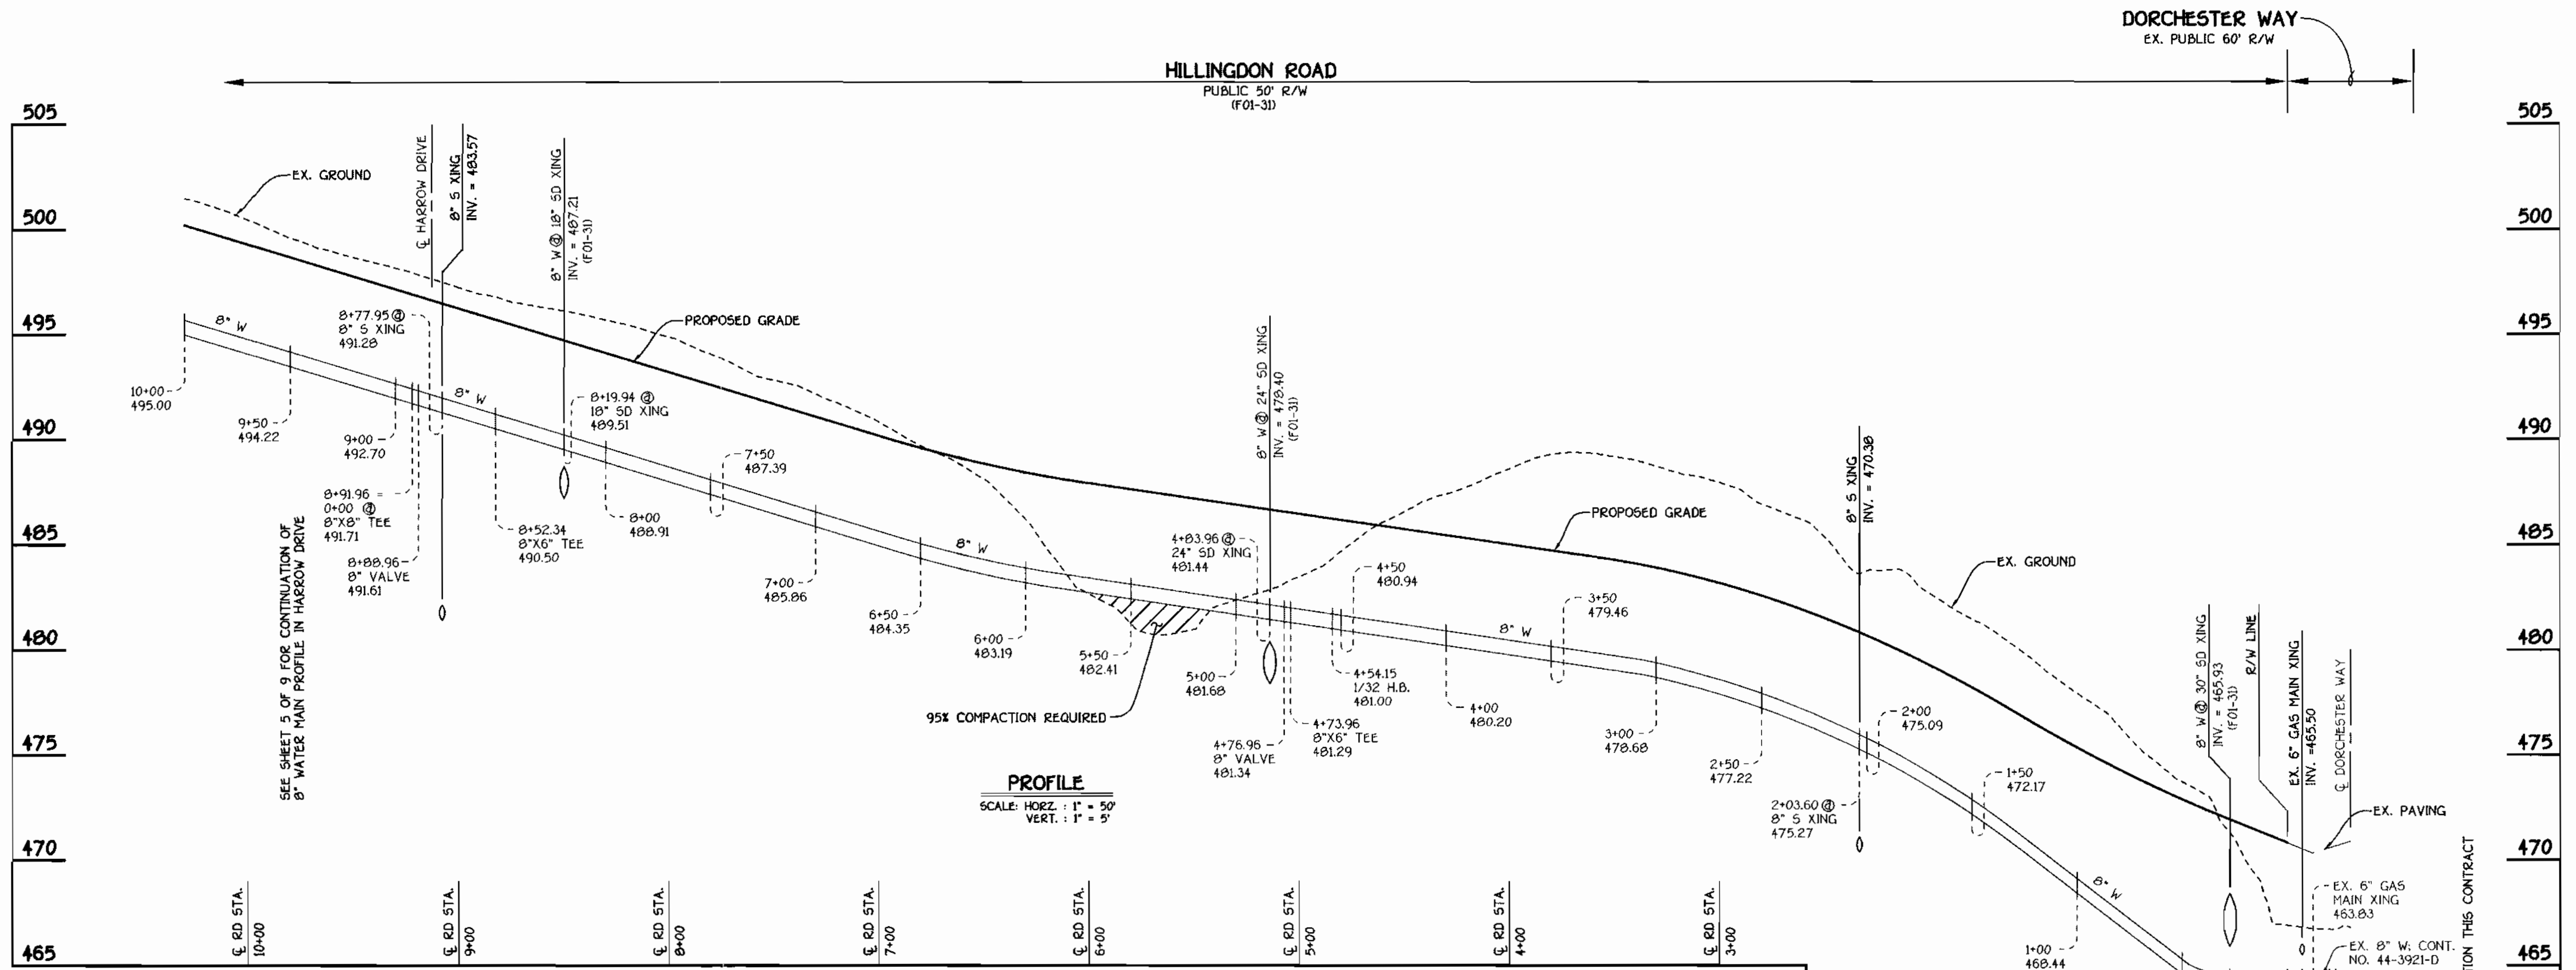 DORCHESTER WAY
EX. PUBLIC 60' R/W
HILLINGDON ROAD
PUBLIC 50' R/W
(F01-31)
505
500
495
490
485
480
475
470
465
505
500
495
490
485
480
475
470
465
EX. GROUND
℄ HARROW DRIVE
8" S XING
INV. = 483.57
8" W @ 18" SD XING
INV. = 487.21
(F01-31)
PROPOSED GRADE
8" W
8+77.95 @
8" S XING
491.28
10+00
495.00
9+50
494.22
9+00
492.70
8" W
8+91.96 =
0+00 @
8"X8" TEE
491.71
8+88.96
8" VALVE
491.61
8+52.34
8"X6" TEE
490.50
8+19.94 @
18" SD XING
489.51
8+00
488.91
7+50
487.39
7+00
485.86
6+50
484.35
8" W
6+00
483.19
5+50
482.41
5+00
481.68
95% COMPACTION REQUIRED
8" W @ 24" SD XING
INV. = 478.40
(F01-31)
4+83.96 @
24" SD XING
481.44
4+76.96
8" VALVE
481.34
4+73.96
8"X6" TEE
481.29
4+54.15
1/32 H.B.
481.00
4+50
480.94
4+00
480.20
8" W
3+50
479.46
3+00
478.68
2+50
477.22
PROPOSED GRADE
8" S XING
INV. = 470.38
2+03.60 @
8" S XING
475.27
2+00
475.09
1+50
472.17
EX. GROUND
8" W @ 30" SD XING
INV. = 465.93
(F01-31)
R/W LINE
EX. 6" GAS MAIN XING
INV. =465.50
℄ DORCHESTER WAY
EX. PAVING
8" W
1+00
468.44
EX. 6" GAS
MAIN XING
463.83
EX. 8" W; CONT.
NO. 44-3921-D
TION THIS CONTRACT
SEE SHEET 5 OF 9 FOR CONTINUATION OF
8" WATER MAIN PROFILE IN HARROW DRIVE
PROFILE
SCALE: HORZ. : 1" = 50'
VERT. : 1" = 5'
℄ RD STA.
10+00
℄ RD STA.
9+00
℄ RD STA.
8+00
℄ RD STA.
7+00
℄ RD STA.
6+00
℄ RD STA.
5+00
℄ RD STA.
4+00
℄ RD STA.
3+00